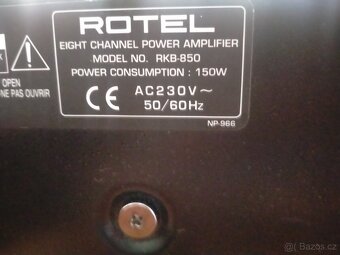 ROTEL
EIGHT CHANNEL POWER AMPLIFIER
MODEL NO. RKB-850
POWER CONSUMPTION : 150W
CE AC230V~
50/60Hz
NP-966
OPEN
NE PAS OUVRIR
Bazos.cz